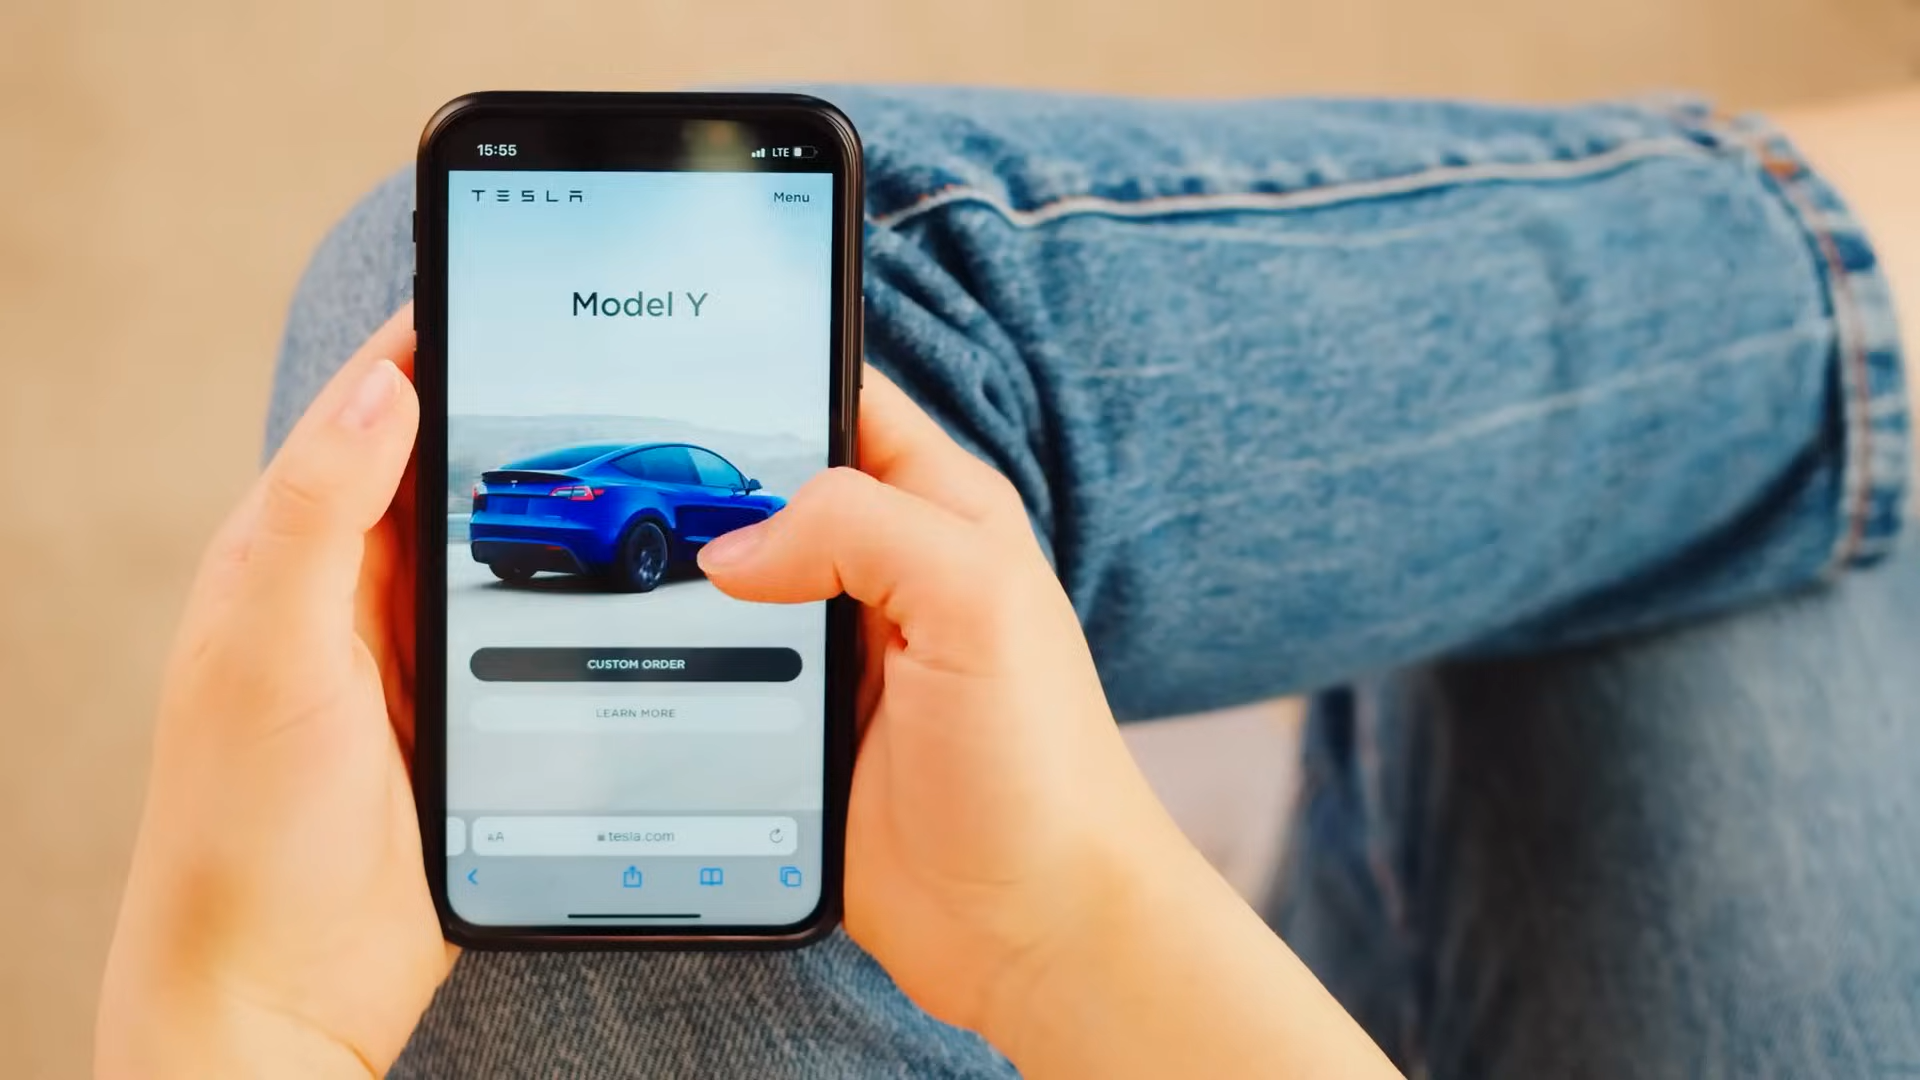 15:55 LTE
TESLA Menu
Model Y
CUSTOM ORDER
LEARN MORE
AA tesla.com